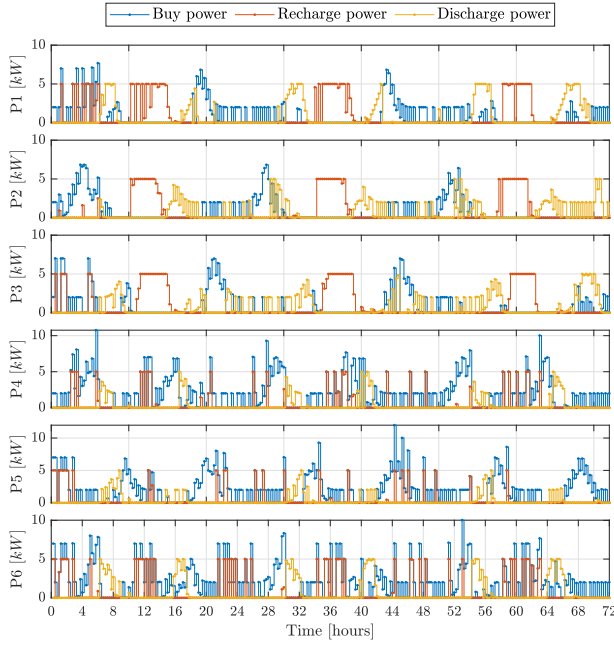 Buy power Recharge power Discharge power
10
5
0
P1 [kW]
10
5
0
P2 [kW]
10
5
0
P3 [kW]
10
5
0
P4 [kW]
10
5
0
P5 [kW]
10
5
0
P6 [kW]
0 4 8 12 16 20 24 28 32 36 40 44 48 52 56 60 64 68 72
Time [hours]